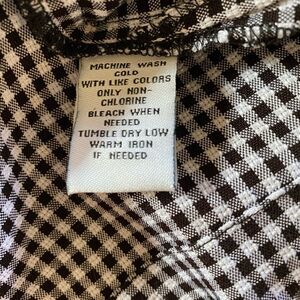 MACHINE WASH
COLD
WITH LIKE COLORS
ONLY NON-
CHLORINE
BLEACH WHEN
NEEDED
TUMBLE DRY LOW
WARM IRON
IF NEEDED